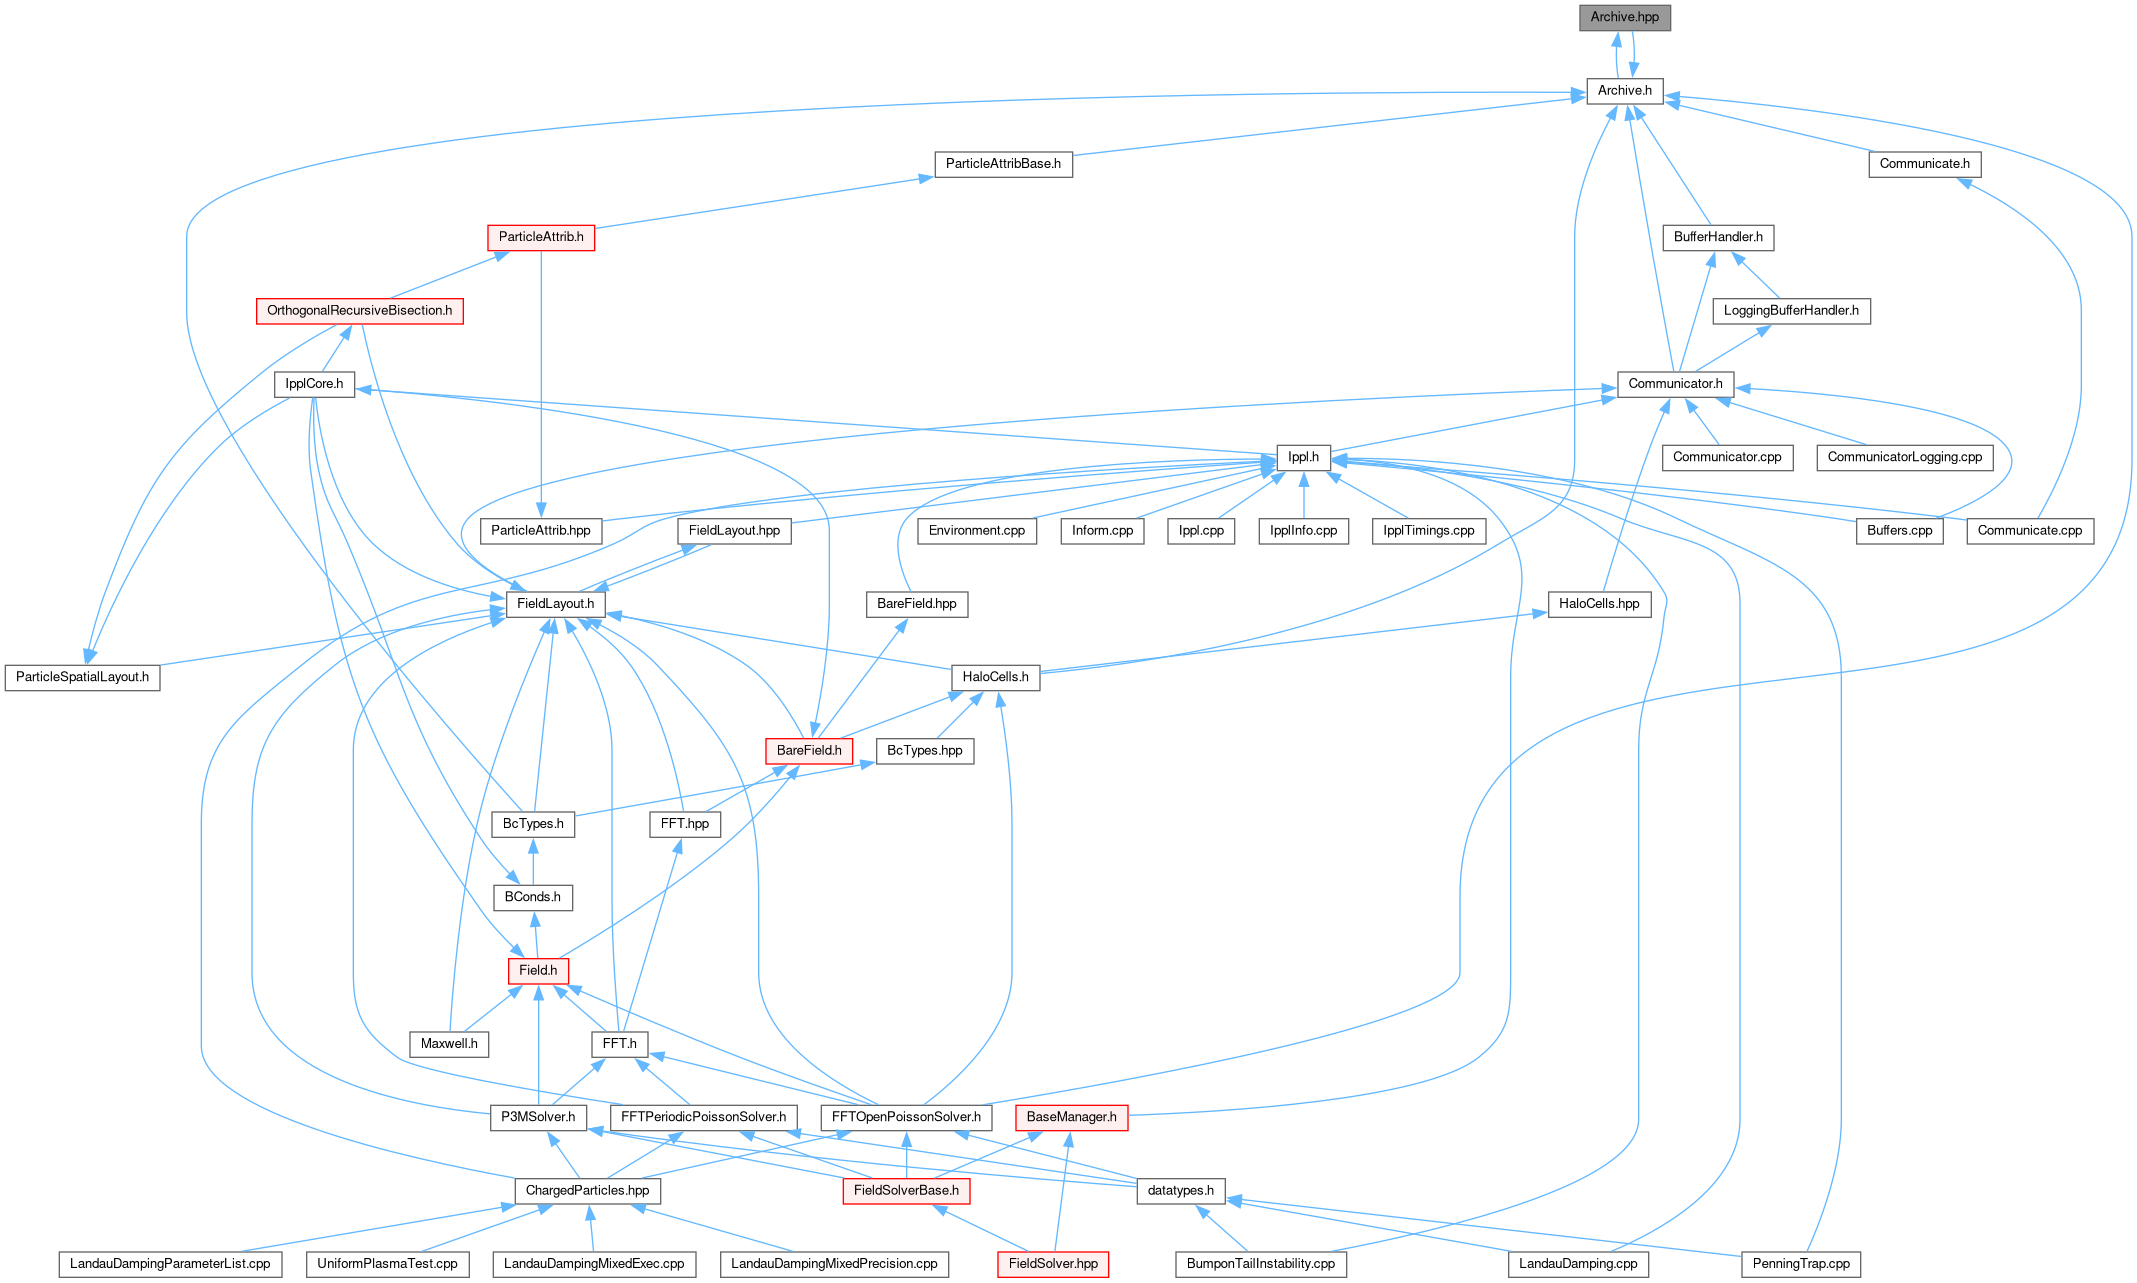 Archive.hpp
Archive.h
ParticleAttribBase.h
Communicate.h
ParticleAttrib.h
BufferHandler.h
OrthogonalRecursiveBisection.h
LoggingBufferHandler.h
IpplCore.h
Communicator.h
Ippl.h
Communicator.cpp
CommunicatorLogging.cpp
ParticleAttrib.hpp
FieldLayout.hpp
Environment.cpp
Inform.cpp
Ippl.cpp
IpplInfo.cpp
IpplTimings.cpp
Buffers.cpp
Communicate.cpp
FieldLayout.h
BareField.hpp
HaloCells.hpp
ParticleSpatialLayout.h
HaloCells.h
BareField.h
BcTypes.hpp
BcTypes.h
FFT.hpp
BConds.h
Field.h
Maxwell.h
FFT.h
P3MSolver.h
FFTPeriodicPoissonSolver.h
FFTOpenPoissonSolver.h
BaseManager.h
ChargedParticles.hpp
FieldSolverBase.h
datatypes.h
LandauDampingParameterList.cpp
UniformPlasmaTest.cpp
LandauDampingMixedExec.cpp
LandauDampingMixedPrecision.cpp
FieldSolver.hpp
BumponTailInstability.cpp
LandauDamping.cpp
PenningTrap.cpp